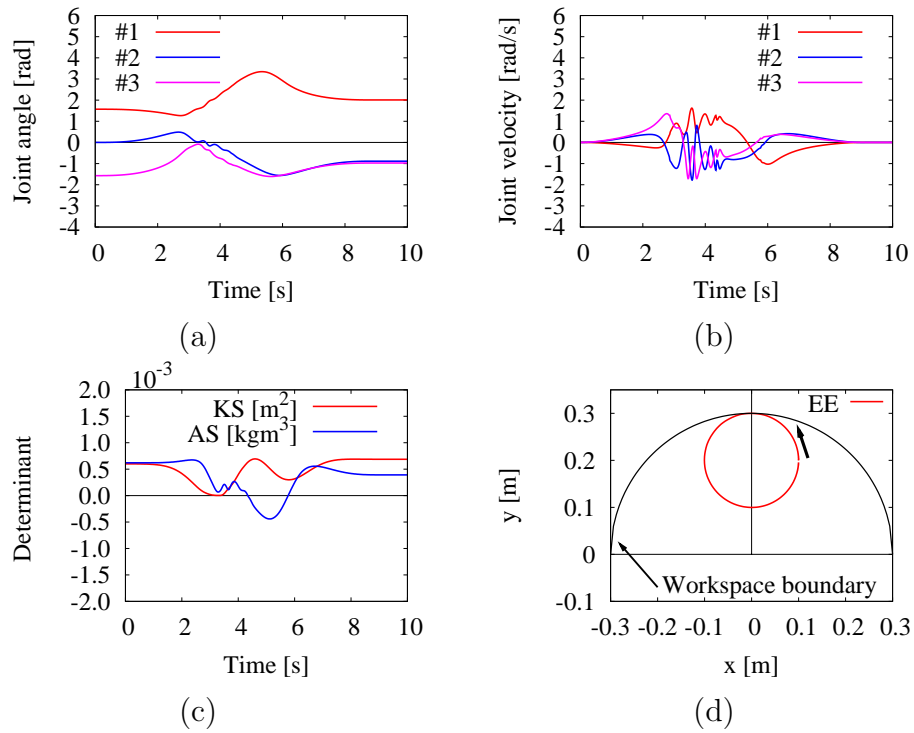 6
5
4
3
2
1
0
-1
-2
-3
-4
Joint angle [rad]
#1
#2
#3
0 2 4 6 8 10
Time [s]
(a)
6
5
4
3
2
1
0
-1
-2
-3
-4
Joint velocity [rad/s]
#1
#2
#3
0 2 4 6 8 10
Time [s]
(b)
10^-3
2.0
1.5
1.0
0.5
0.0
-0.5
-1.0
-1.5
-2.0
Determinant
KS [m^2]
AS [kgm^3]
0 2 4 6 8 10
Time [s]
(c)
0.3
0.2
0.1
0
-0.1
y [m]
EE
Workspace boundary
-0.3 -0.2 -0.1 0 0.1 0.2 0.3
x [m]
(d)